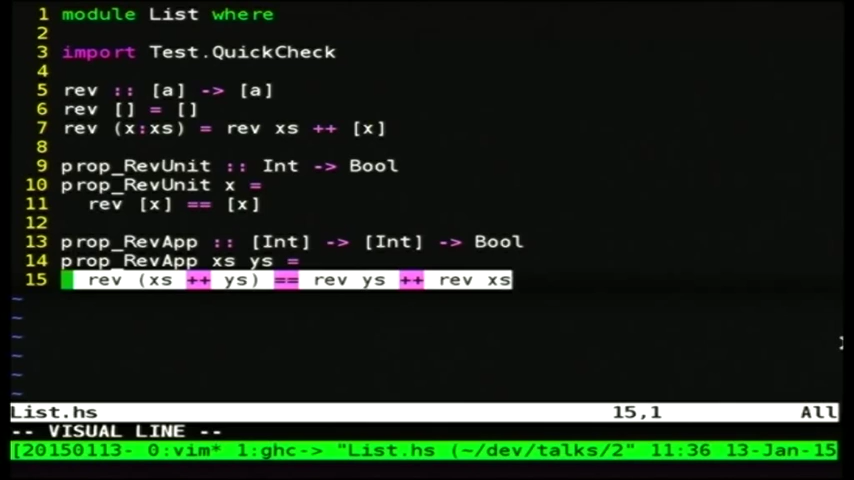 1 module List where
2
3 import Test.QuickCheck
4
5 rev :: [a] -> [a]
6 rev [] = []
7 rev (x:xs) = rev xs ++ [x]
8
9 prop_RevUnit :: Int -> Bool
10 prop_RevUnit x =
11   rev [x] == [x]
12
13 prop_RevApp :: [Int] -> [Int] -> Bool
14 prop_RevApp xs ys =
15   rev (xs ++ ys) == rev ys ++ rev xs
~
~
~
~
~
~
List.hs 15,1 All
-- VISUAL LINE --
[20150113- 0:vim* 1:ghc-> "List.hs (~/dev/talks/2" 11:36 13-Jan-15